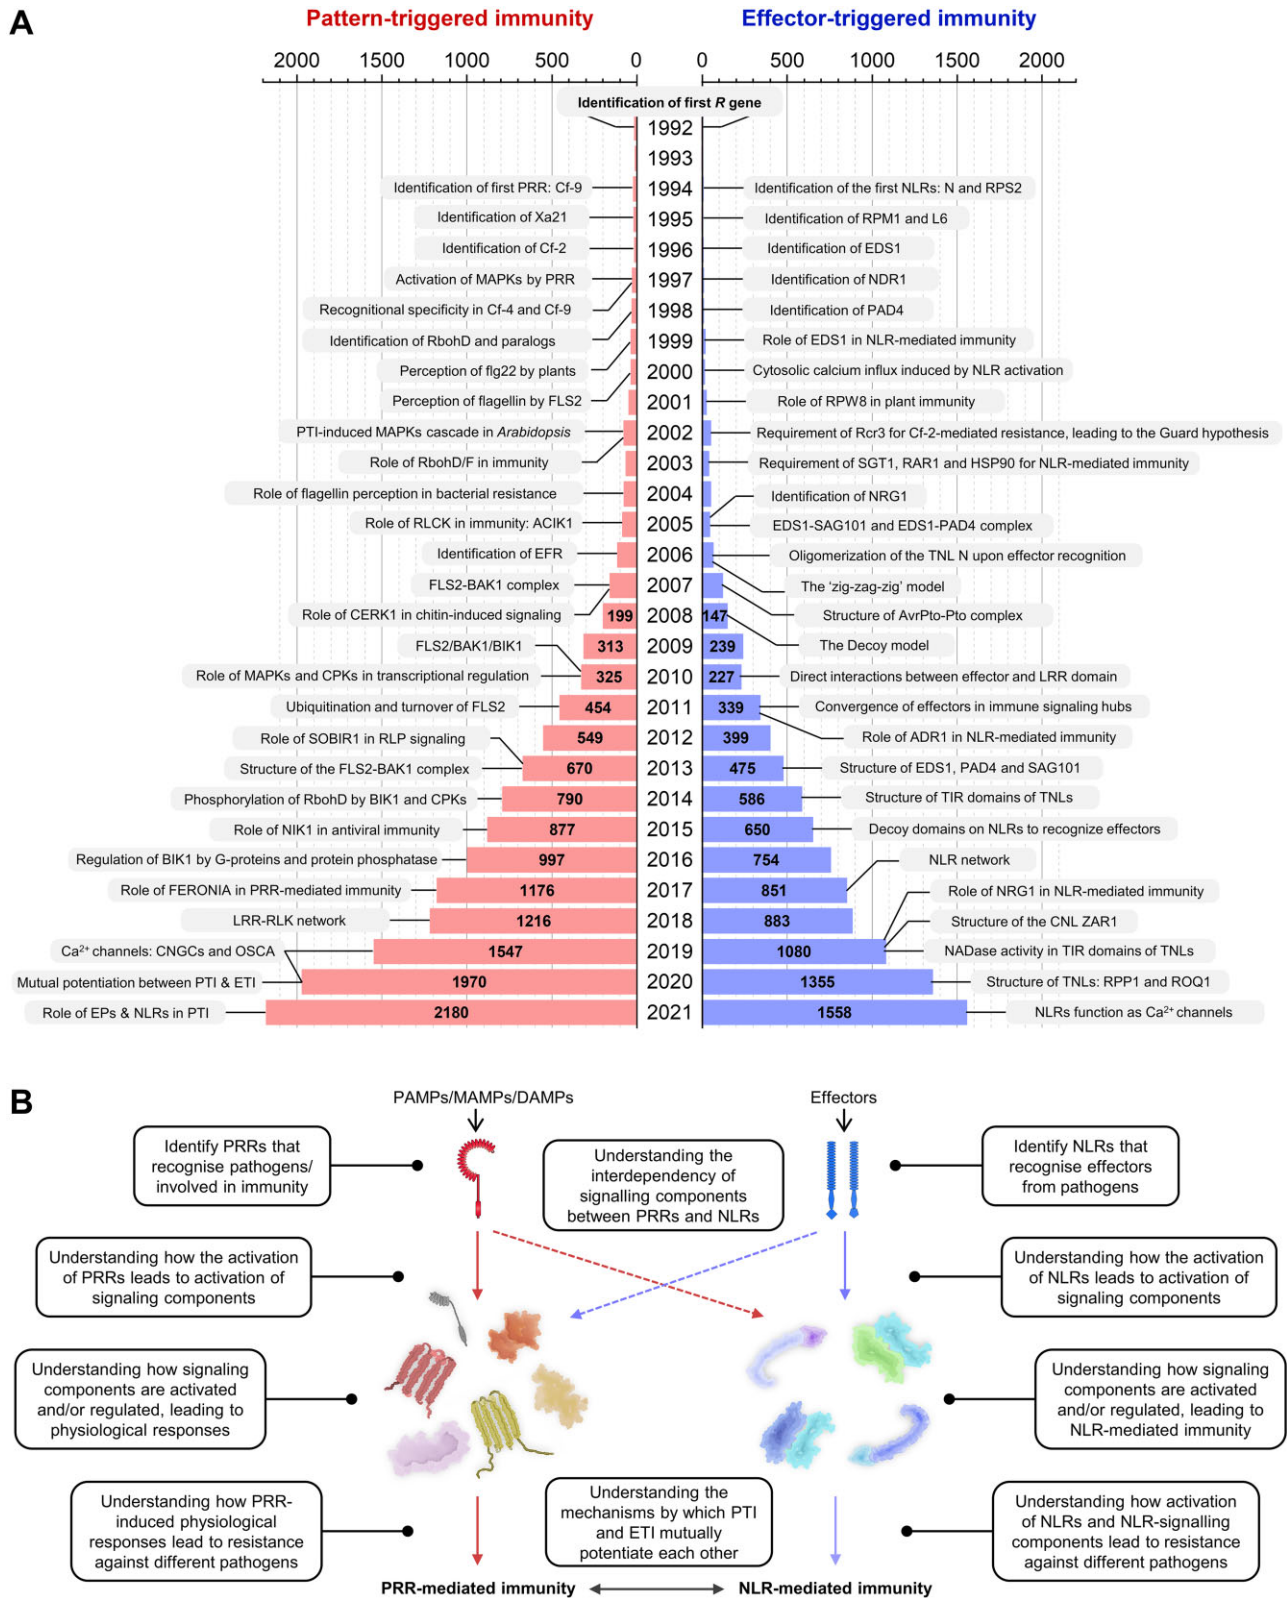 A
Pattern-triggered immunity
Effector-triggered immunity
2000 1500 1000 500 0
0 500 1000 1500 2000
Identification of first R gene
1992
1993
Identification of first PRR: Cf-9 1994 Identification of the first NLRs: N and RPS2
Identification of Xa21 1995 Identification of RPM1 and L6
Identification of Cf-2 1996 Identification of EDS1
Activation of MAPKs by PRR 1997 Identification of NDR1
Recognitional specificity in Cf-4 and Cf-9 1998 Identification of PAD4
Identification of RbohD and paralogs 1999 Role of EDS1 in NLR-mediated immunity
Perception of flg22 by plants 2000 Cytosolic calcium influx induced by NLR activation
Perception of flagellin by FLS2 2001 Role of RPW8 in plant immunity
PTI-induced MAPKs cascade in Arabidopsis 2002 Requirement of Rcr3 for Cf-2-mediated resistance, leading to the Guard hypothesis
Role of RbohD/F in immunity 2003 Requirement of SGT1, RAR1 and HSP90 for NLR-mediated immunity
Role of flagellin perception in bacterial resistance 2004 Identification of NRG1
Role of RLCK in immunity: ACIK1 2005 EDS1-SAG101 and EDS1-PAD4 complex
Identification of EFR 2006 Oligomerization of the TNL N upon effector recognition
FLS2-BAK1 complex 2007 The ‘zig-zag-zig’ model
Role of CERK1 in chitin-induced signaling 199 2008 147 Structure of AvrPto-Pto complex
FLS2/BAK1/BIK1 313 2009 239 The Decoy model
Role of MAPKs and CPKs in transcriptional regulation 325 2010 227 Direct interactions between effector and LRR domain
Ubiquitination and turnover of FLS2 454 2011 339 Convergence of effectors in immune signaling hubs
Role of SOBIR1 in RLP signaling 549 2012 399 Role of ADR1 in NLR-mediated immunity
Structure of the FLS2-BAK1 complex 670 2013 475 Structure of EDS1, PAD4 and SAG101
Phosphorylation of RbohD by BIK1 and CPKs 790 2014 586 Structure of TIR domains of TNLs
Role of NIK1 in antiviral immunity 877 2015 650 Decoy domains on NLRs to recognize effectors
Regulation of BIK1 by G-proteins and protein phosphatase 997 2016 754 NLR network
Role of FERONIA in PRR-mediated immunity 1176 2017 851 Role of NRG1 in NLR-mediated immunity
LRR-RLK network 1216 2018 883 Structure of the CNL ZAR1
Ca²⁺ channels: CNGCs and OSCA 1547 2019 1080 NADase activity in TIR domains of TNLs
Mutual potentiation between PTI & ETI 1970 2020 1355 Structure of TNLs: RPP1 and ROQ1
Role of EPs & NLRs in PTI 2180 2021 1558 NLRs function as Ca²⁺ channels
B
PAMPs/MAMPs/DAMPs
Effectors
Identify PRRs that
recognise pathogens/
involved in immunity
Understanding the
interdependency of
signalling components
between PRRs and NLRs
Identify NLRs that
recognise effectors
from pathogens
Understanding how the activation
of PRRs leads to activation of
signaling components
Understanding how the activation
of NLRs leads to activation of
signaling components
Understanding how signaling
components are activated
and/or regulated, leading to
physiological responses
Understanding how signaling
components are activated
and/or regulated, leading to
NLR-mediated immunity
Understanding how PRR-
induced physiological
responses lead to resistance
against different pathogens
Understanding the
mechanisms by which PTI
and ETI mutually
potentiate each other
Understanding how activation
of NLRs and NLR-signalling
components lead to resistance
against different pathogens
PRR-mediated immunity
NLR-mediated immunity